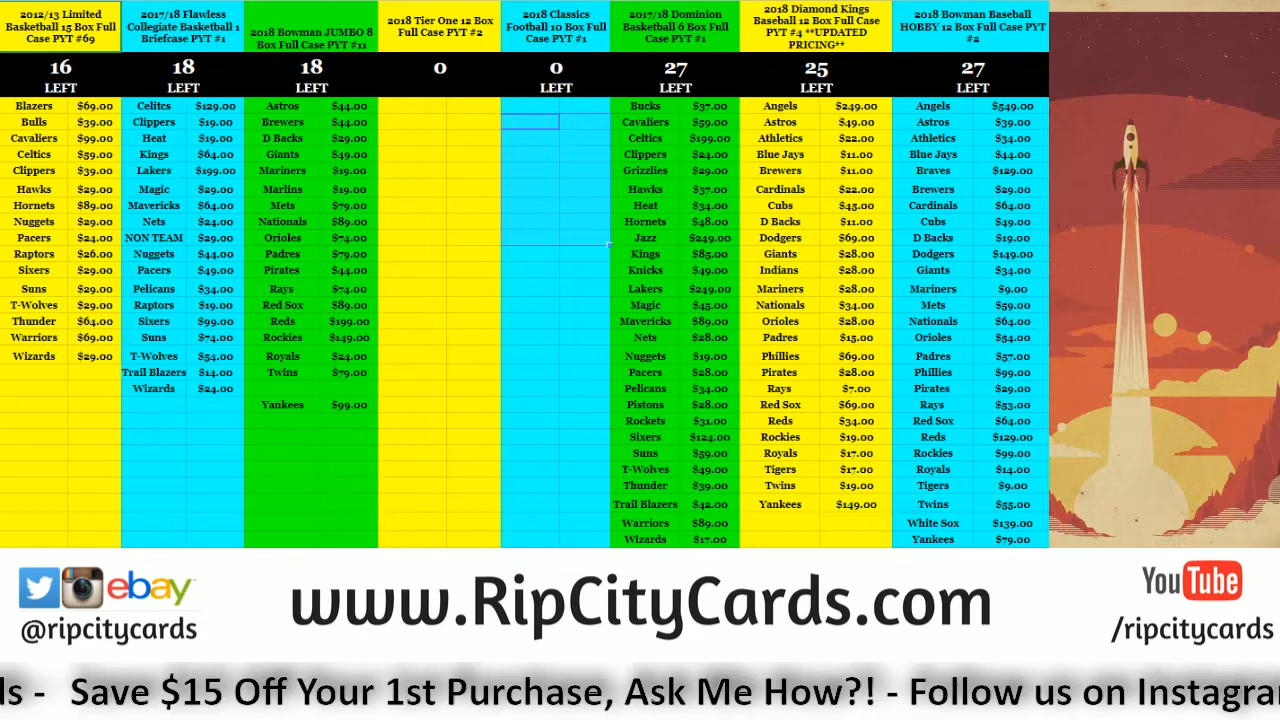 2012/13 Limited Basketball 15 Box Full Case PYT #69
16
LEFT
Blazers $69.00
Bulls $39.00
Cavaliers $99.00
Celtics $59.00
Clippers $39.00
Hawks $29.00
Hornets $89.00
Nuggets $29.00
Pacers $24.00
Raptors $26.00
Sixers $29.00
Suns $29.00
T-Wolves $29.00
Thunder $64.00
Warriors $69.00
Wizards $29.00
2017/18 Flawless Collegiate Basketball 1 Briefcase PYT #1
18
LEFT
Celitcs $129.00
Clippers $19.00
Heat $19.00
Kings $64.00
Lakers $199.00
Magic $29.00
Mavericks $64.00
Nets $24.00
NON TEAM $29.00
Nuggets $44.00
Pacers $49.00
Pelicans $34.00
Raptors $19.00
Sixers $99.00
Suns $74.00
T-Wolves $54.00
Trail Blazers $14.00
Wizards $24.00
2018 Bowman JUMBO 8 Box Full Case PYT #11
18
LEFT
Astros $44.00
Brewers $44.00
D Backs $29.00
Giants $49.00
Mariners $19.00
Marlins $19.00
Mets $79.00
Nationals $89.00
Orioles $74.00
Padres $79.00
Pirates $44.00
Rays $74.00
Red Sox $89.00
Reds $199.00
Rockies $149.00
Royals $24.00
Twins $79.00
Yankees $99.00
2018 Tier One 12 Box Full Case PYT #2
0
2018 Classics Football 10 Box Full Case PYT #1
0
LEFT
2017/18 Dominion Basketball 6 Box Full Case PYT #1
27
LEFT
Bucks $37.00
Cavaliers $59.00
Celtics $199.00
Clippers $24.00
Grizzlies $29.00
Hawks $37.00
Heat $34.00
Hornets $48.00
Jazz $249.00
Kings $85.00
Knicks $49.00
Lakers $249.00
Magic $45.00
Mavericks $89.00
Nets $28.00
Nuggets $19.00
Pacers $28.00
Pelicans $34.00
Pistons $28.00
Rockets $31.00
Sixers $124.00
Suns $59.00
T-Wolves $49.00
Thunder $39.00
Trail Blazers $42.00
Warriors $89.00
Wizards $17.00
2018 Diamond Kings Baseball 12 Box Full Case PYT #4 **UPDATED PRICING**
25
LEFT
Angels $249.00
Astros $49.00
Athletics $22.00
Blue Jays $11.00
Brewers $11.00
Cardinals $22.00
Cubs $45.00
D Backs $11.00
Dodgers $69.00
Giants $28.00
Indians $28.00
Mariners $28.00
Nationals $34.00
Orioles $28.00
Padres $15.00
Phillies $69.00
Pirates $28.00
Rays $7.00
Red Sox $69.00
Reds $34.00
Rockies $19.00
Royals $17.00
Tigers $17.00
Twins $19.00
Yankees $149.00
2018 Bowman Baseball HOBBY 12 Box Full Case PYT #2
27
LEFT
Angels $549.00
Astros $39.00
Athletics $34.00
Blue Jays $44.00
Braves $129.00
Brewers $29.00
Cardinals $64.00
Cubs $49.00
D Backs $19.00
Dodgers $149.00
Giants $34.00
Mariners $9.00
Mets $59.00
Nationals $64.00
Orioles $54.00
Padres $57.00
Phillies $99.00
Pirates $29.00
Rays $53.00
Red Sox $64.00
Reds $129.00
Rockies $99.00
Royals $14.00
Tigers $9.00
Twins $55.00
White Sox $139.00
Yankees $79.00
ebay
@ripcitycards
www.RipCityCards.com
YouTube
/ripcitycards
ds - Save $15 Off Your 1st Purchase, Ask Me How?! - Follow us on Instagra